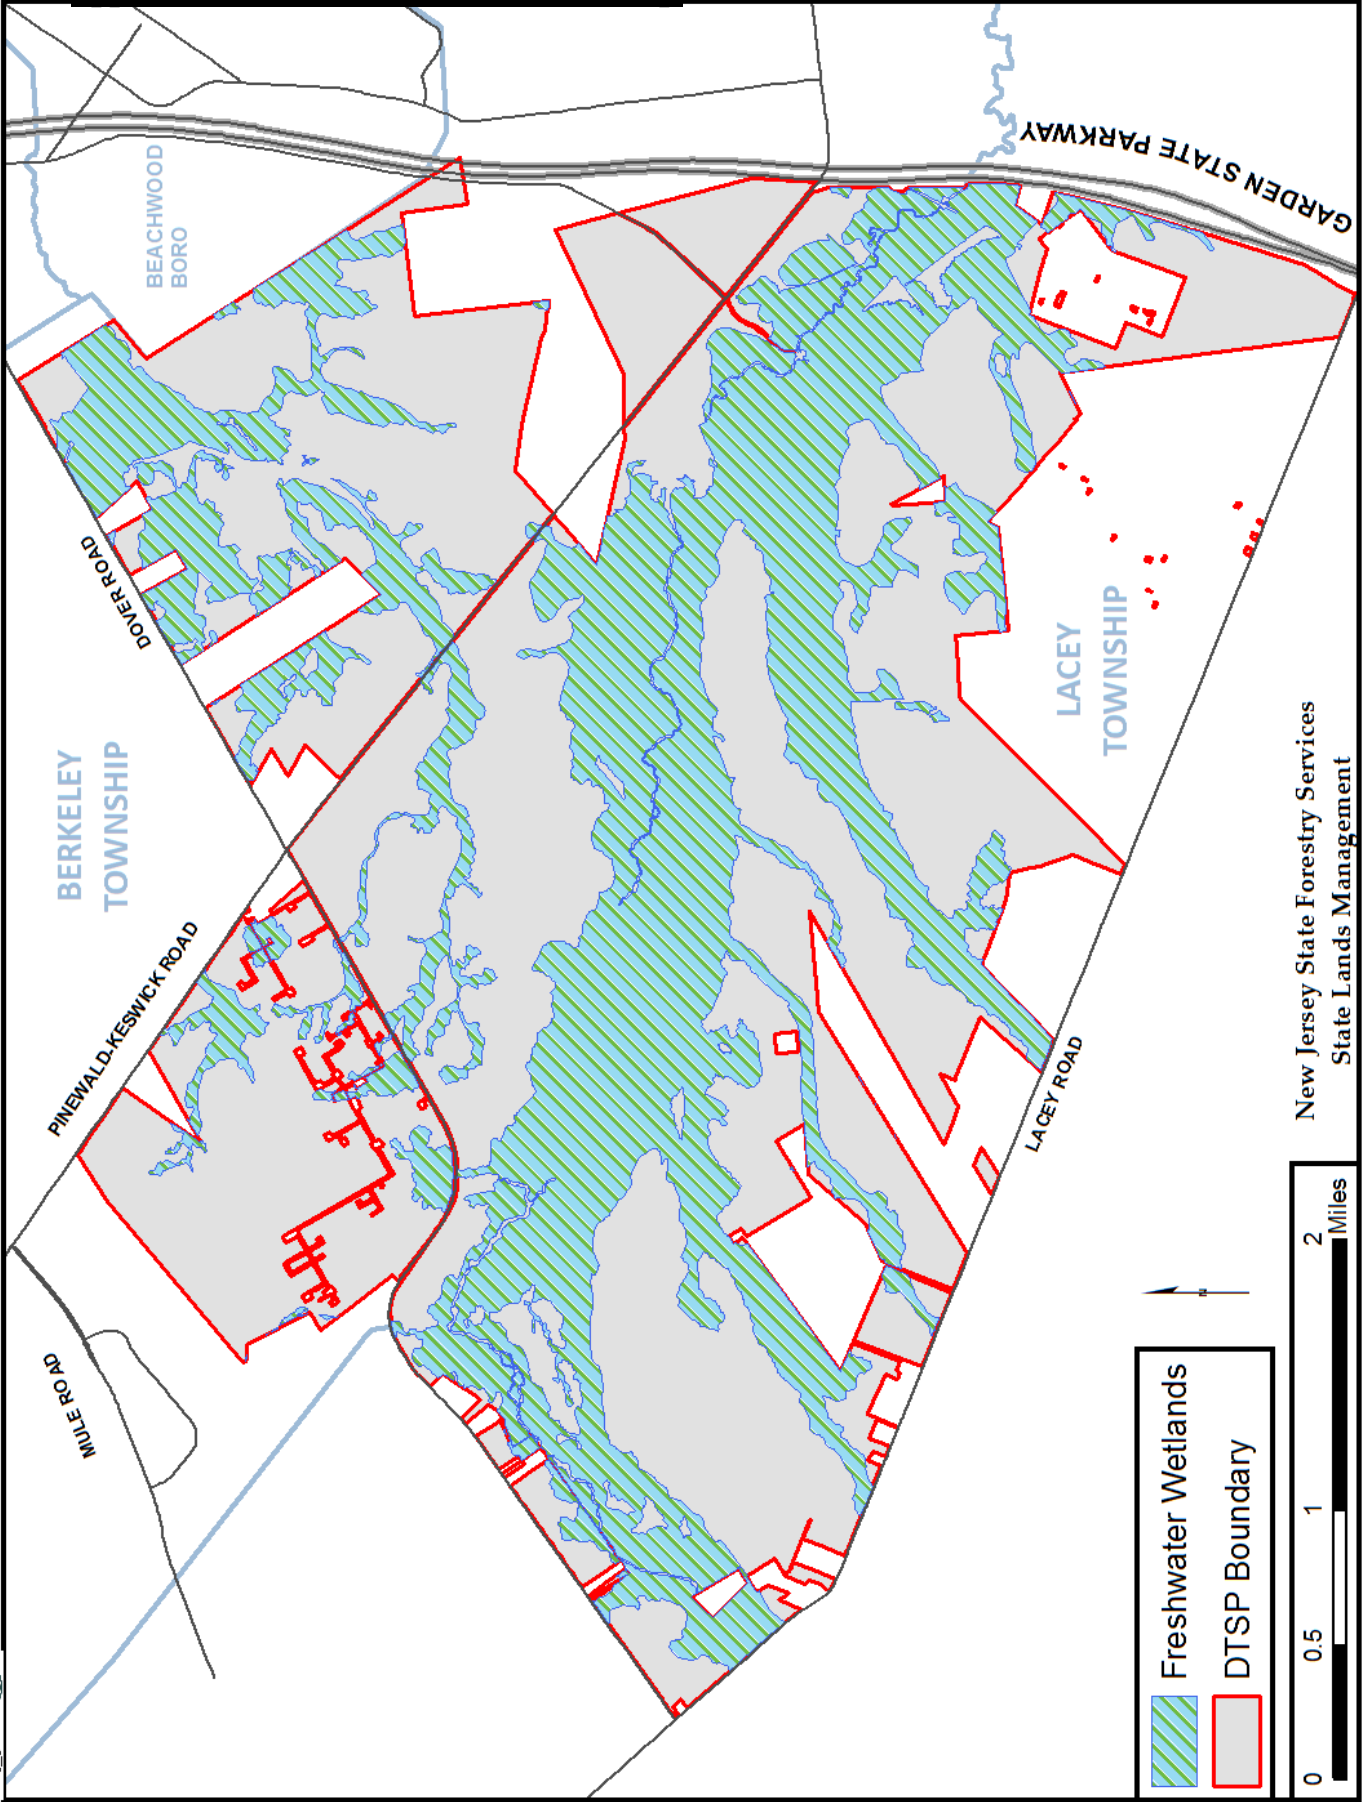 BEACHWOOD
BORO
GARDEN STATE PARKWAY
DOVER ROAD
BERKELEY
TOWNSHIP
LACEY
TOWNSHIP
PINEWALD-KESWICK ROAD
MULE ROAD
LACEY ROAD
New Jersey State Forestry Services
State Lands Management
N
Freshwater Wetlands
DTSP Boundary
0 0.5 1 2
Miles